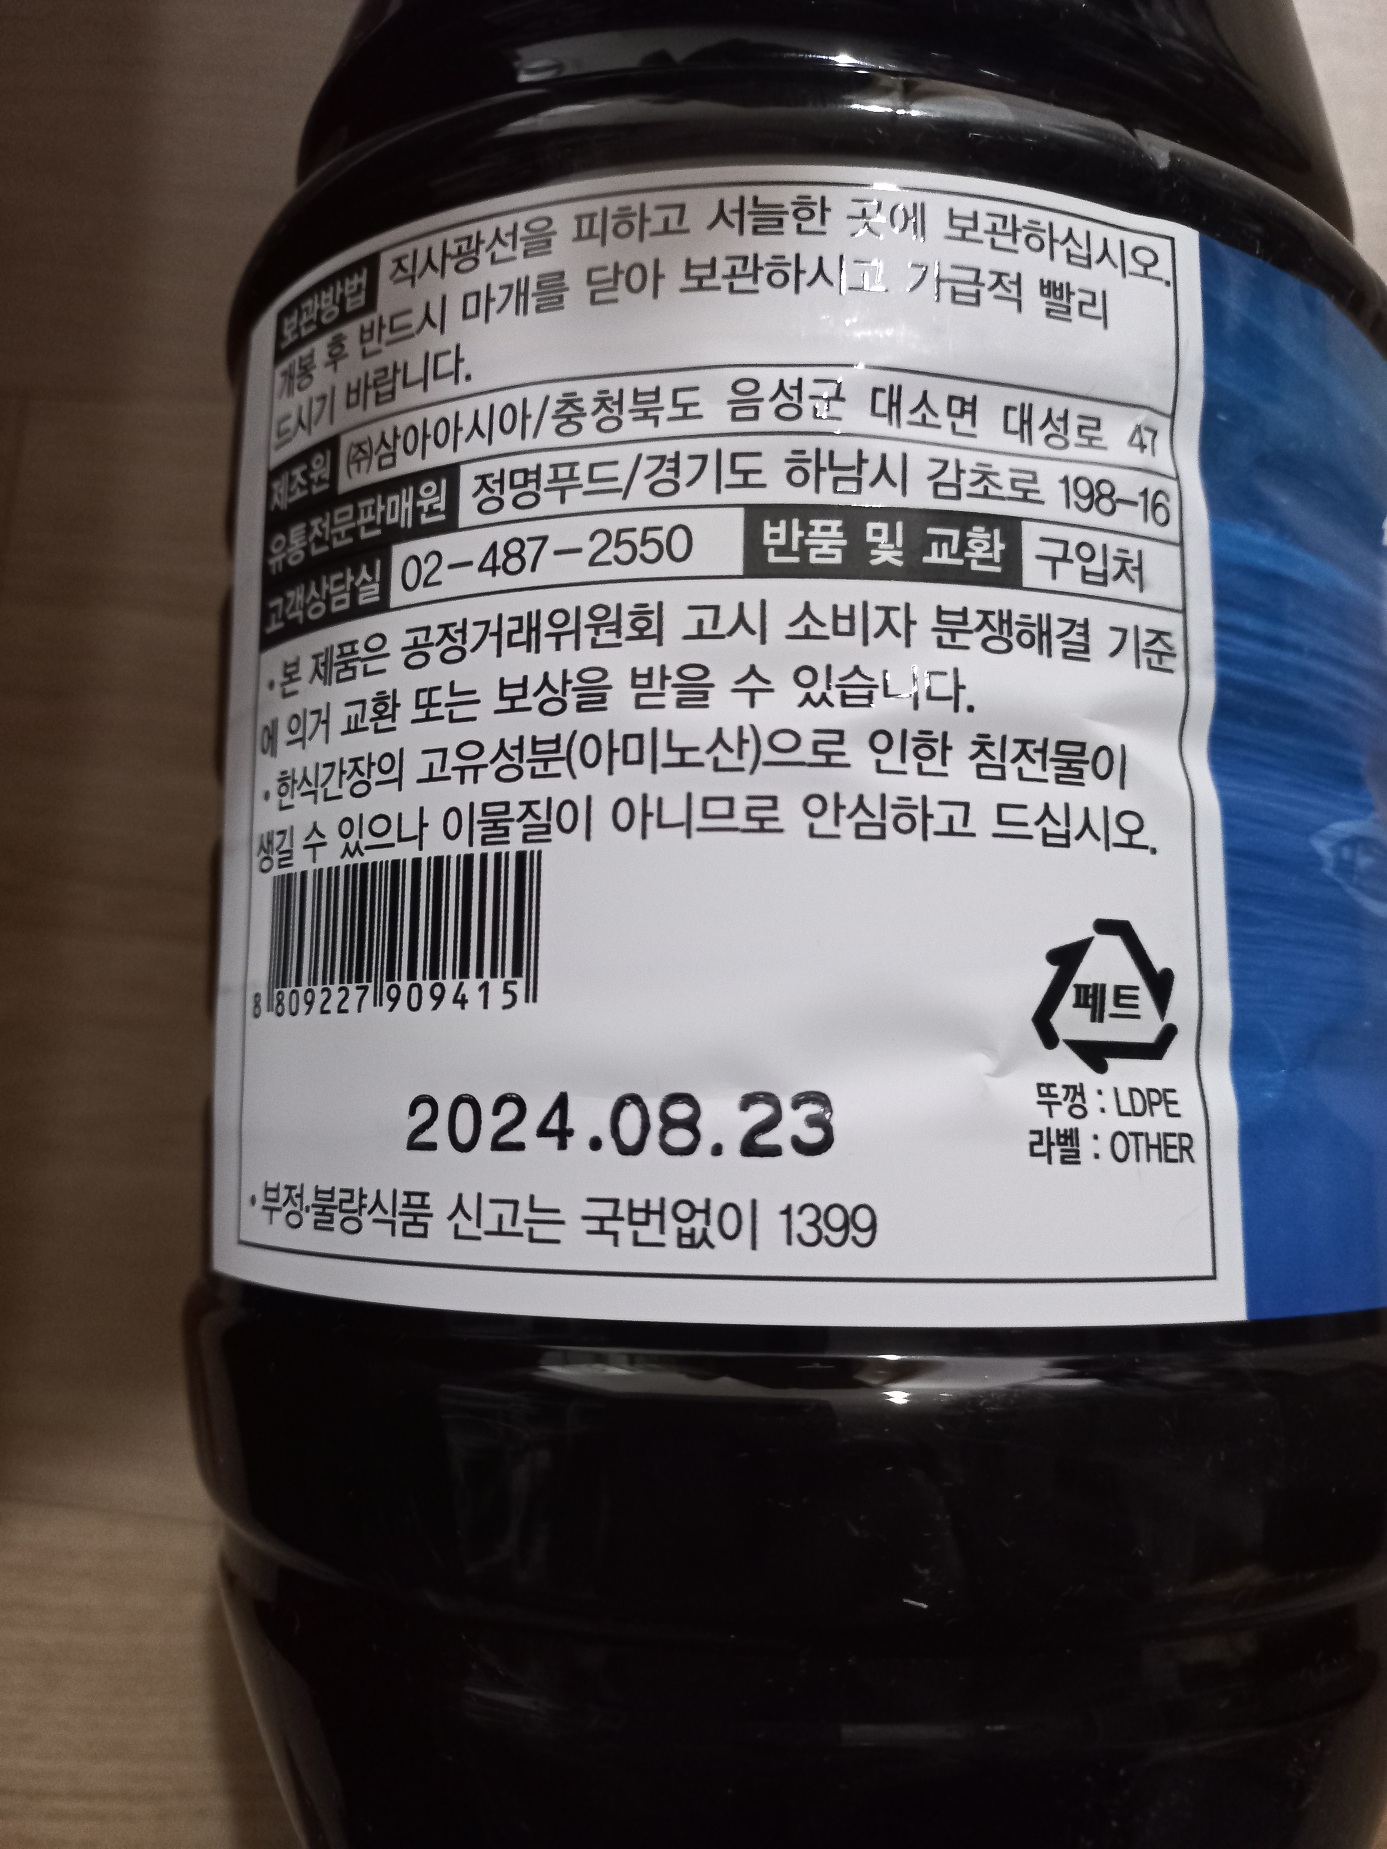 보관방법 직사광선을 피하고 서늘한 곳에 보관하십시오.
개봉 후 반드시 마개를 닫아 보관하시고 가급적 빨리
드시기 바랍니다.
제조원 ㈜삼아아시아/충청북도 음성군 대소면 대성로 47
유통전문판매원 정명푸드/경기도 하남시 감초로 198-16
고객상담실 02-487-2550 반품 및 교환 구입처
• 본 제품은 공정거래위원회 고시 소비자 분쟁해결 기준
에 의거 교환 또는 보상을 받을 수 있습니다.
• 한식간장의 고유성분(아미노산)으로 인한 침전물이
생길 수 있으나 이물질이 아니므로 안심하고 드십시오.
8 809227 909415
페트
뚜껑 : LDPE
라벨 : OTHER
2024.08.23
• 부정·불량식품 신고는 국번없이 1399